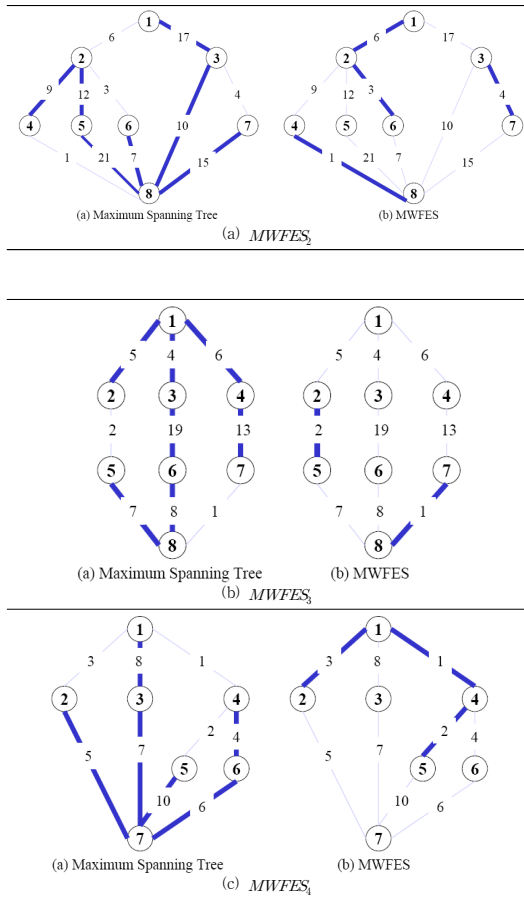 1 1
6 17 6 17
2 3 2 3
9 12 3 4 9 12 3 4
4 5 6 7 4 5 6 7
1 21 7 10 15 1 21 7 10 15
8 8
(a) Maximum Spanning Tree (b) MWFES
(a) MWFES2
1 1
5 4 6 5 4 6
2 3 4 2 3 4
2 19 13 2 19 13
5 6 7 5 6 7
7 8 1 7 8 1
8 8
(a) Maximum Spanning Tree (b) MWFES
(b) MWFES3
1 1
3 8 1 3 8 1
2 3 4 2 3 4
5 7 2 4 5 7 2 4
5 6 5 6
10 6 10 6
7 7
(a) Maximum Spanning Tree (b) MWFES
(c) MWFES4